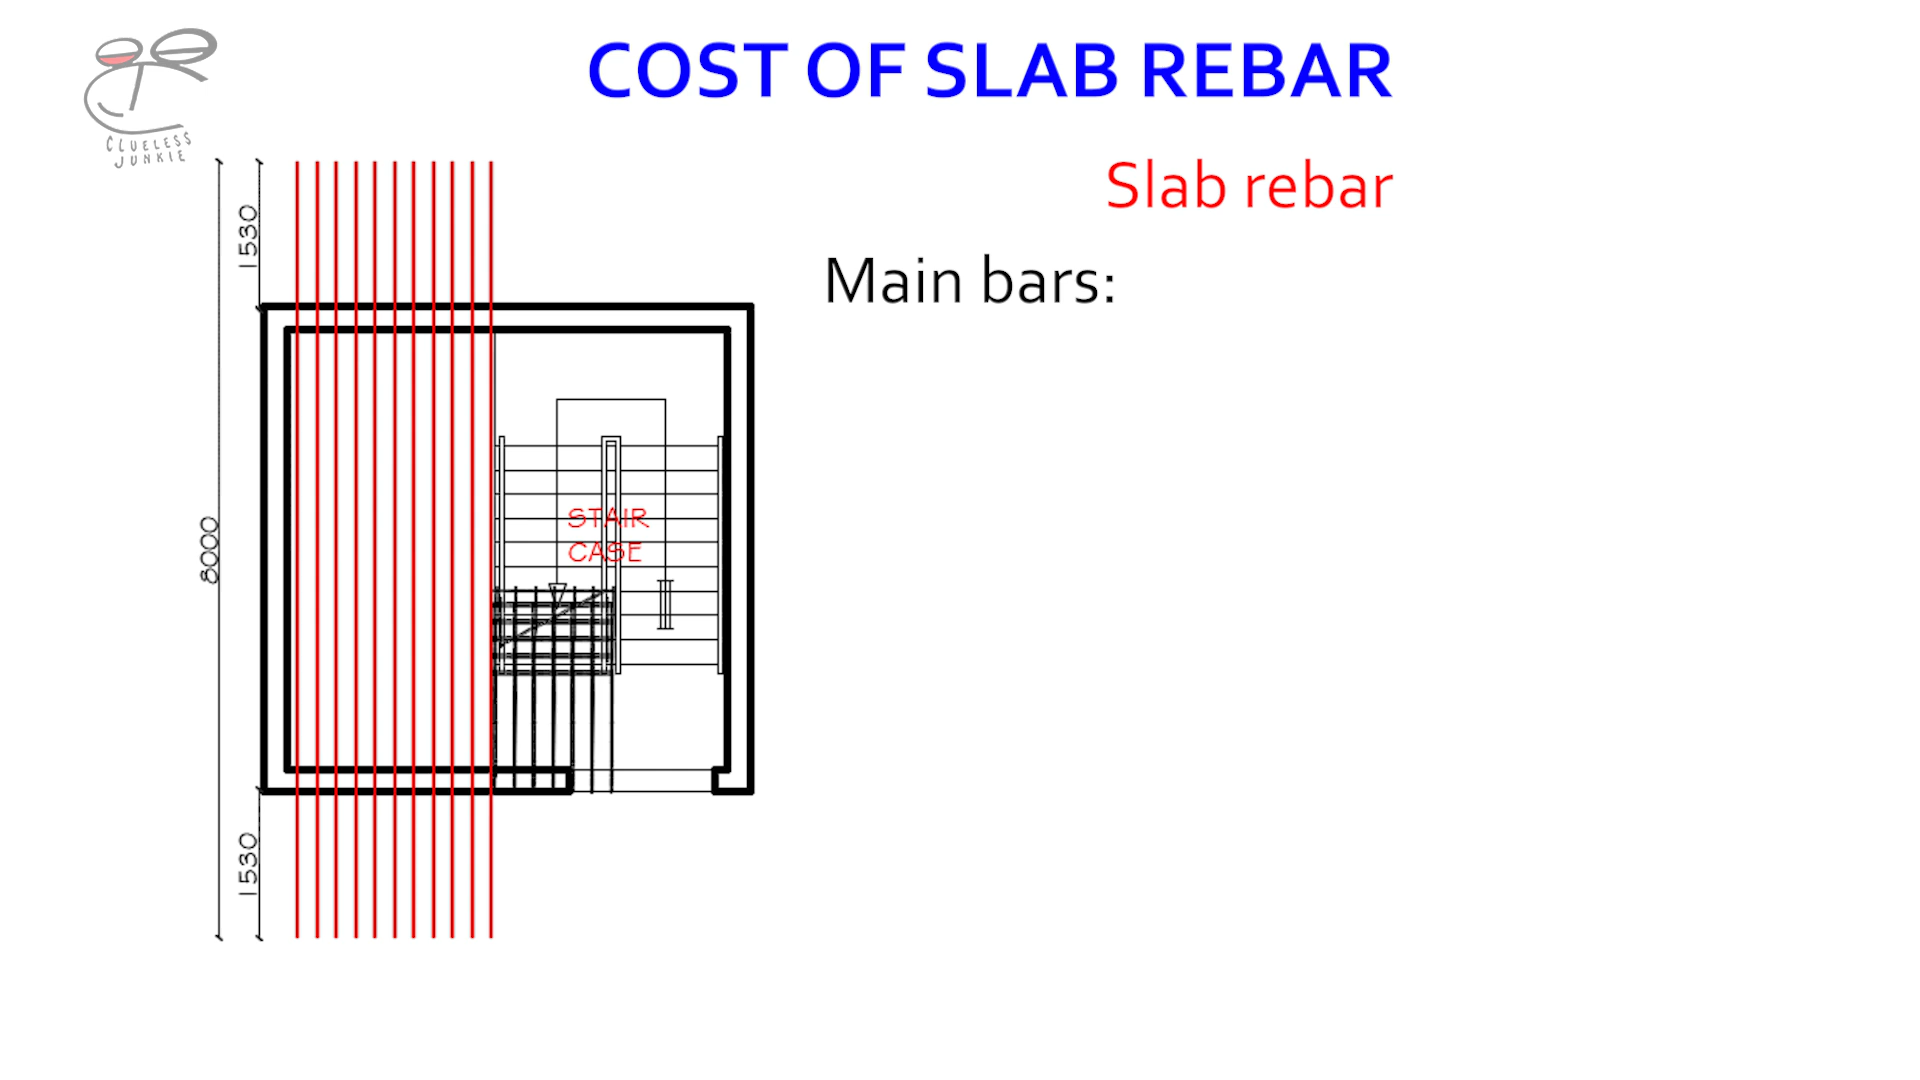 COST OF SLAB REBAR
CLUELESS
JUNKIE
Slab rebar
1530
Main bars:
8000
STAIR
CASE
1530